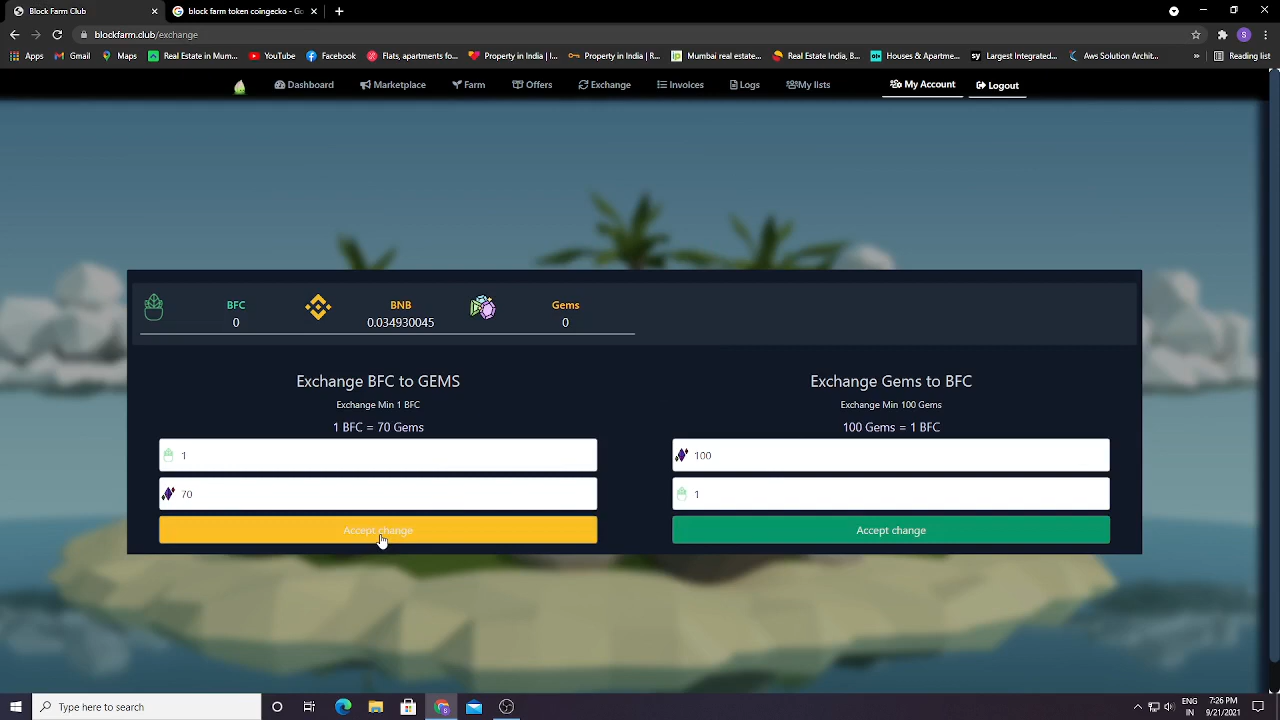 Block Farm Club
block farm token coingecko - Go
blockfarm.club/exchange
Apps Gmail Maps Real Estate in Mum... YouTube Facebook Flats, apartments fo... Property in India | R... Property in India | B... Mumbai real estate... Real Estate India, B... Houses & Apartme... Largest Integrated... Aws Solution Archit... » Reading list
Dashboard Marketplace Farm Offers Exchange Invoices Logs My lists My Account Logout
BFC BNB Gems
0 0.034930045 0
Exchange BFC to GEMS
Exchange Min 1 BFC
1 BFC = 70 Gems
1
70
Accept change
Exchange Gems to BFC
Exchange Min 100 Gems
100 Gems = 1 BFC
100
1
Accept change
Type here to search
ENG
IN
7:26 PM
9/21/2021